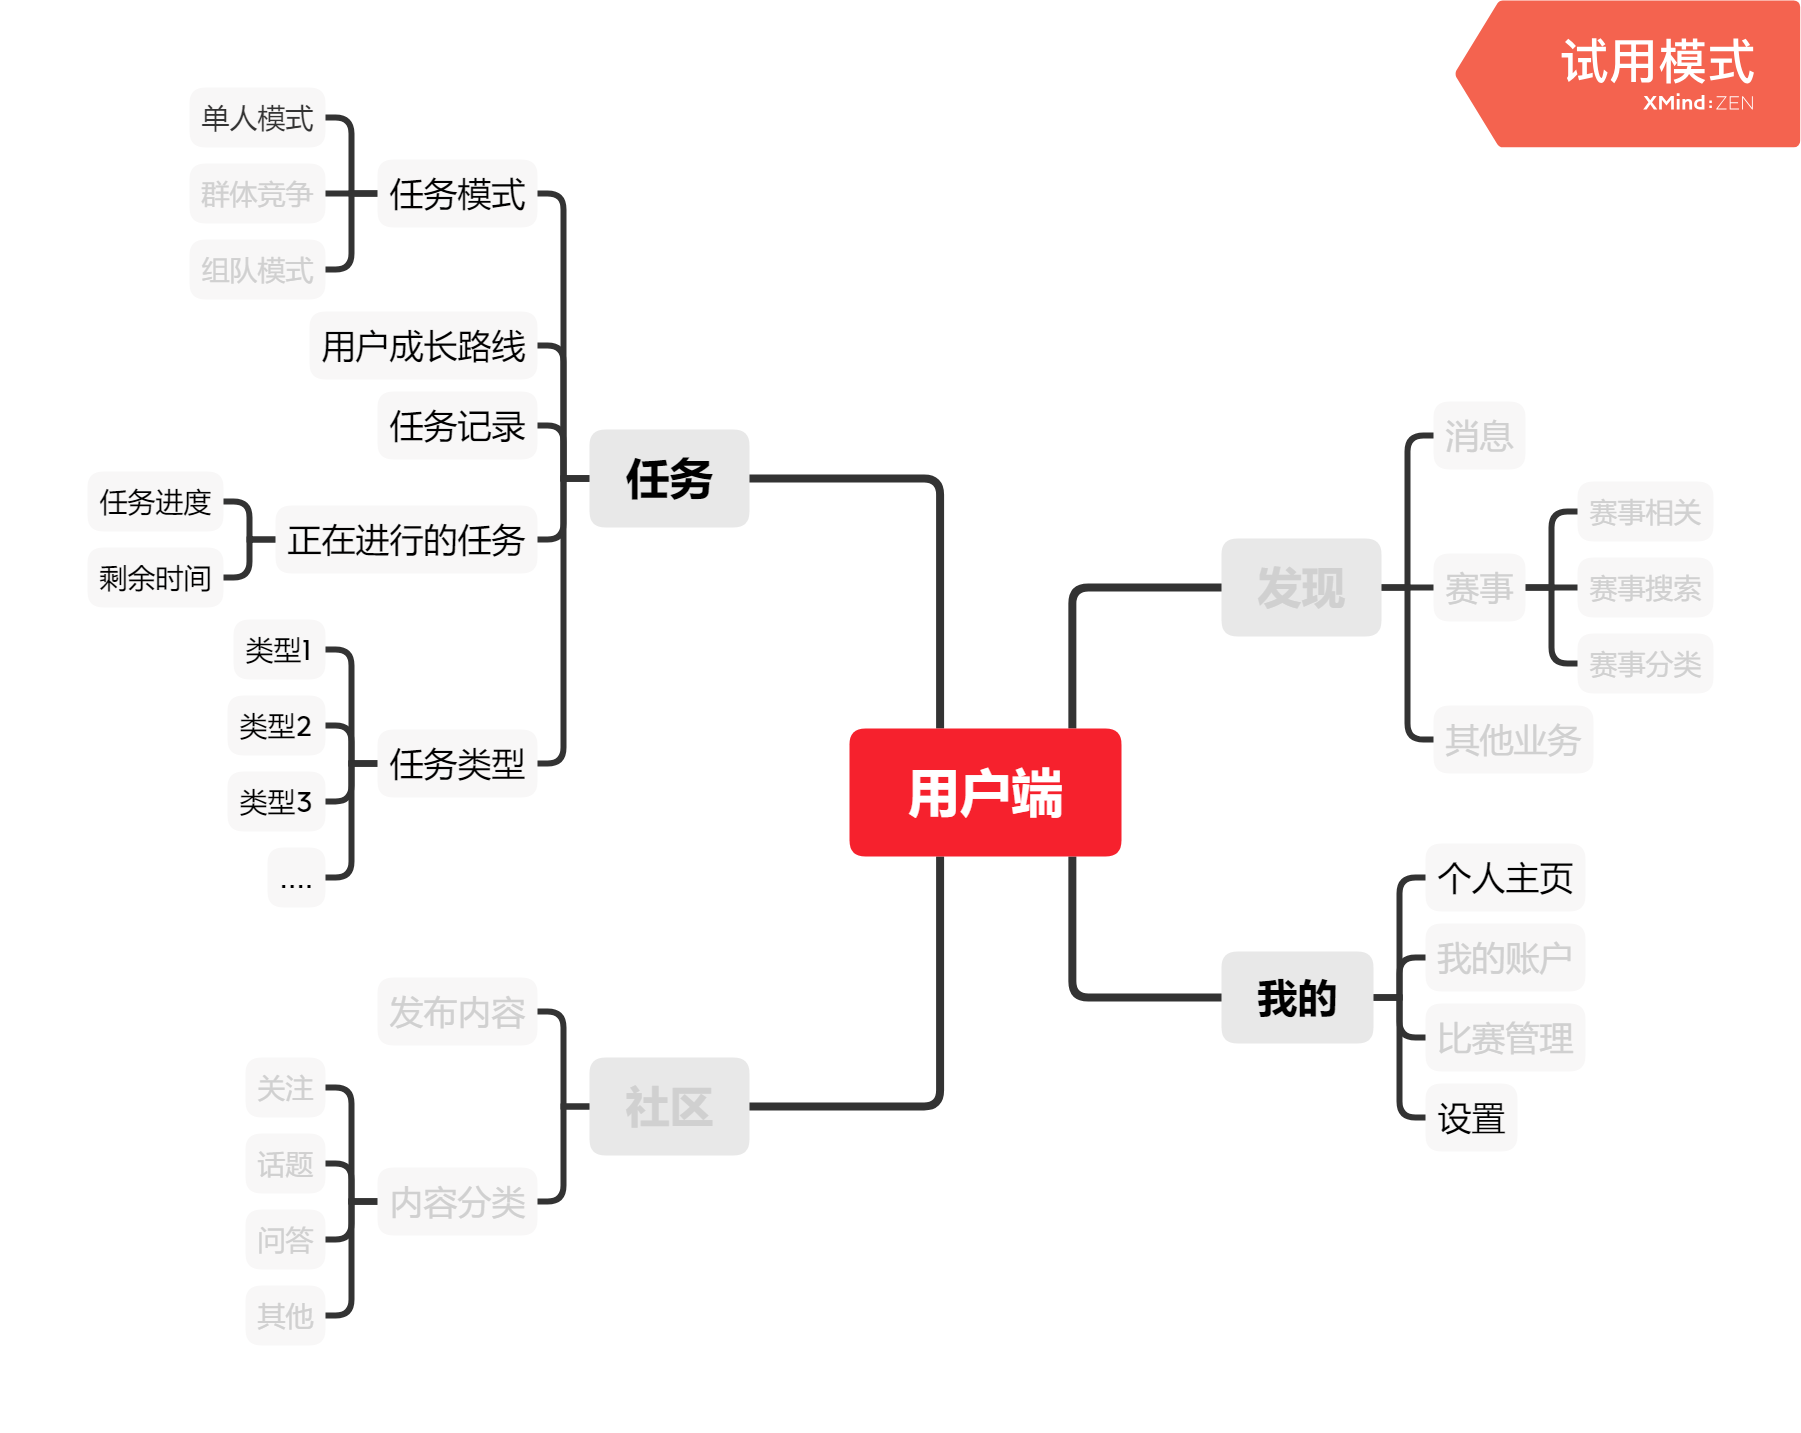 试用模式
XMind:ZEN
用户端
任务
任务模式
单人模式
群体竞争
组队模式
用户成长路线
任务记录
正在进行的任务
任务进度
剩余时间
任务类型
类型1
类型2
类型3
....
社区
发布内容
内容分类
关注
话题
问答
其他
发现
消息
赛事
赛事相关
赛事搜索
赛事分类
其他业务
我的
个人主页
我的账户
比赛管理
设置